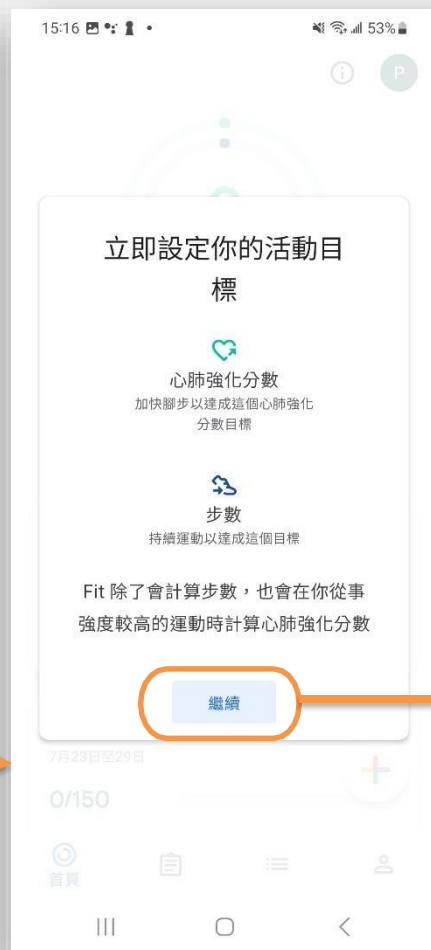 15:16
53%
P
立即設定你的活動目
標
心肺強化分數
加快腳步以達成這個心肺強化
分數目標
步數
持續運動以達成這個目標
Fit 除了會計算步數，也會在你從事
強度較高的運動時計算心肺強化分數
繼續
7月23日至29日
0/150
首頁